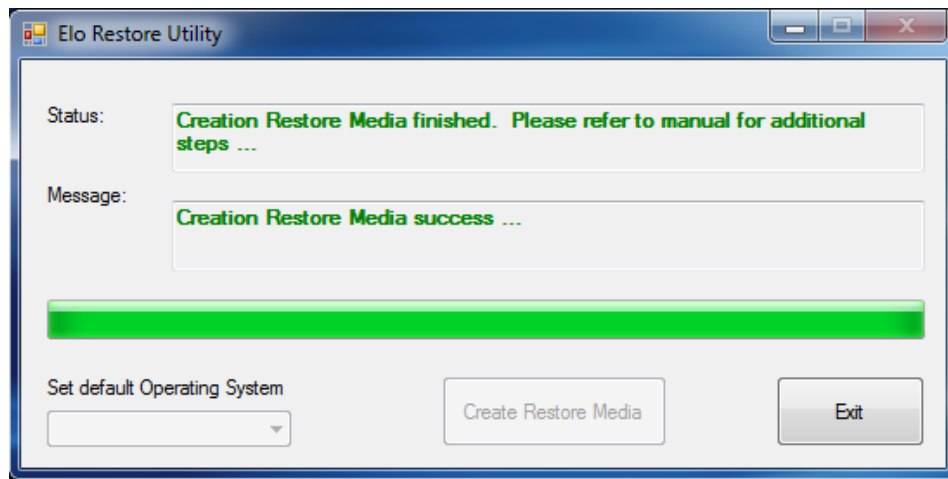 Elo Restore Utility
Status:
Creation Restore Media finished.  Please refer to manual for additional
steps ...
Message:
Creation Restore Media success ...
Set default Operating System
Create Restore Media
Exit